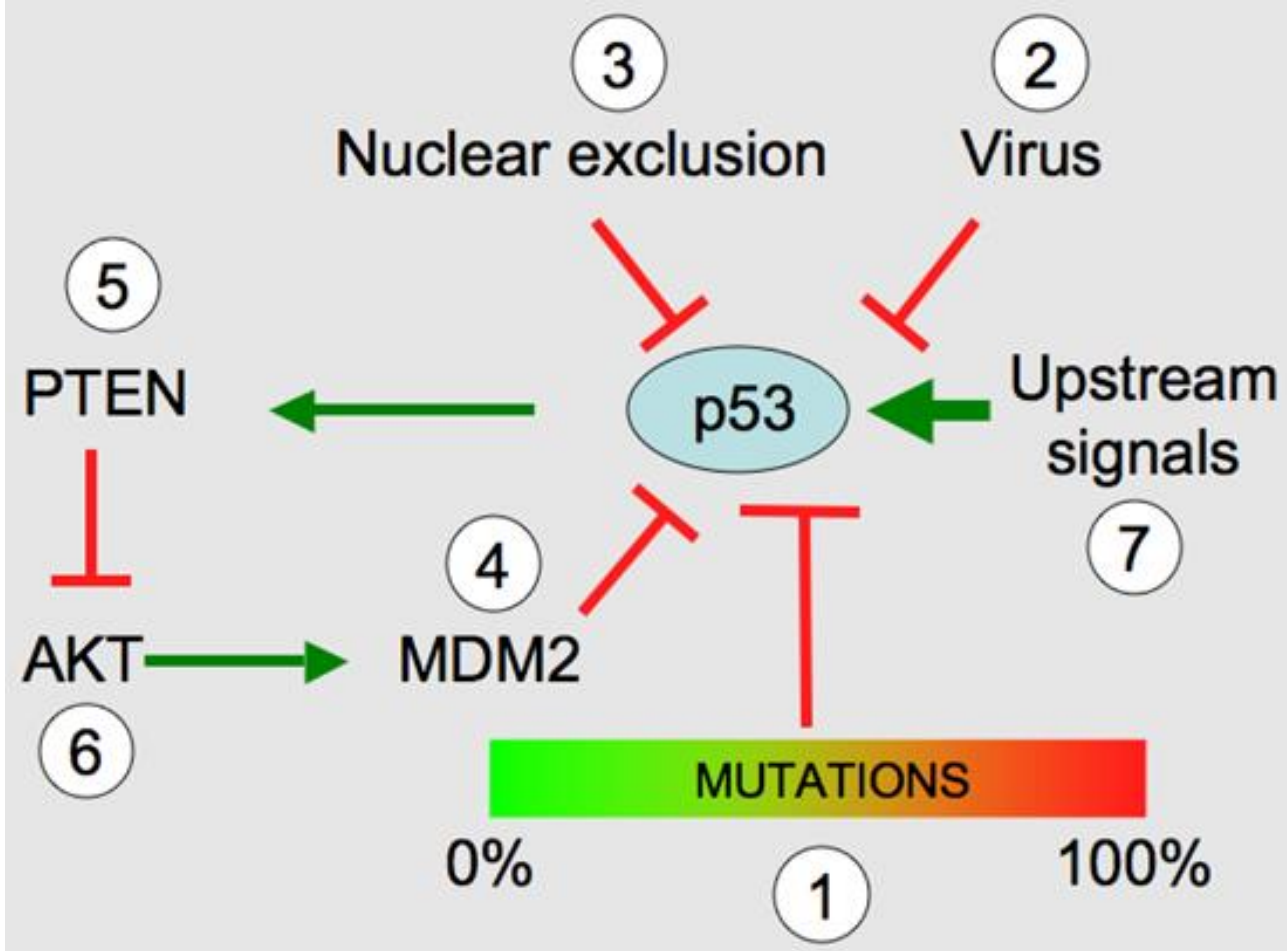 3
2
Nuclear exclusion
Virus
5
PTEN
p53
Upstream
signals
4
7
AKT
MDM2
6
MUTATIONS
0%
100%
1